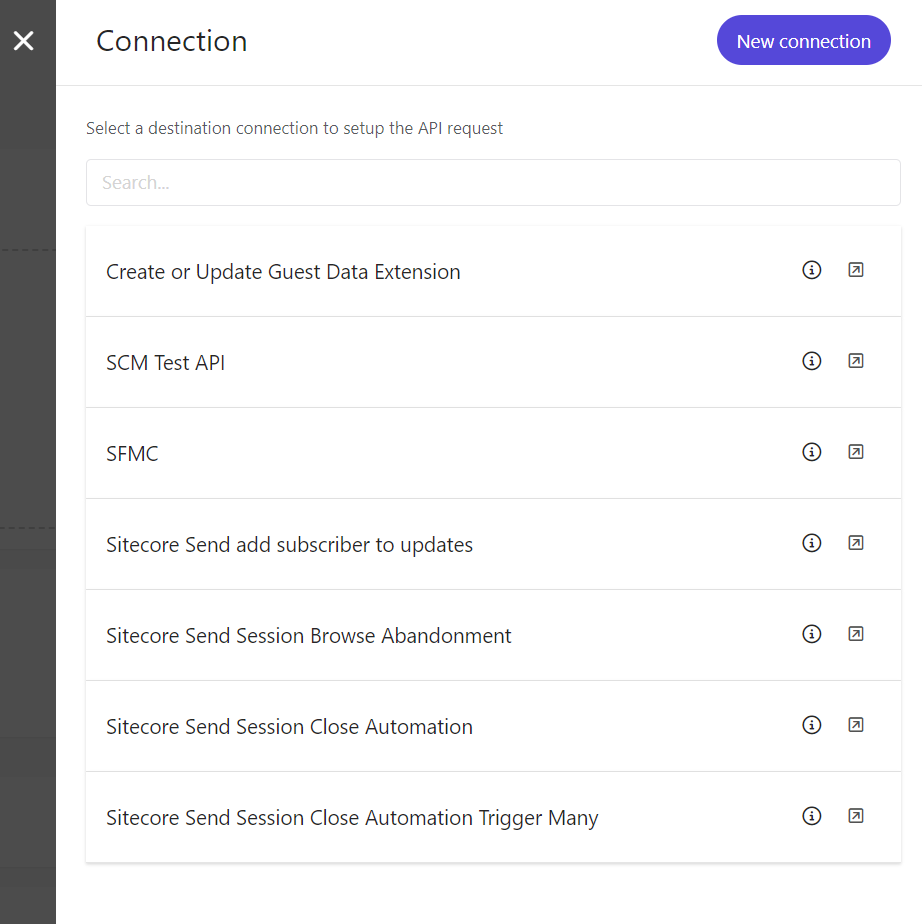 Connection
New connection
Select a destination connection to setup the API request
Search...
Create or Update Guest Data Extension
SCM Test API
SFMC
Sitecore Send add subscriber to updates
Sitecore Send Session Browse Abandonment
Sitecore Send Session Close Automation
Sitecore Send Session Close Automation Trigger Many